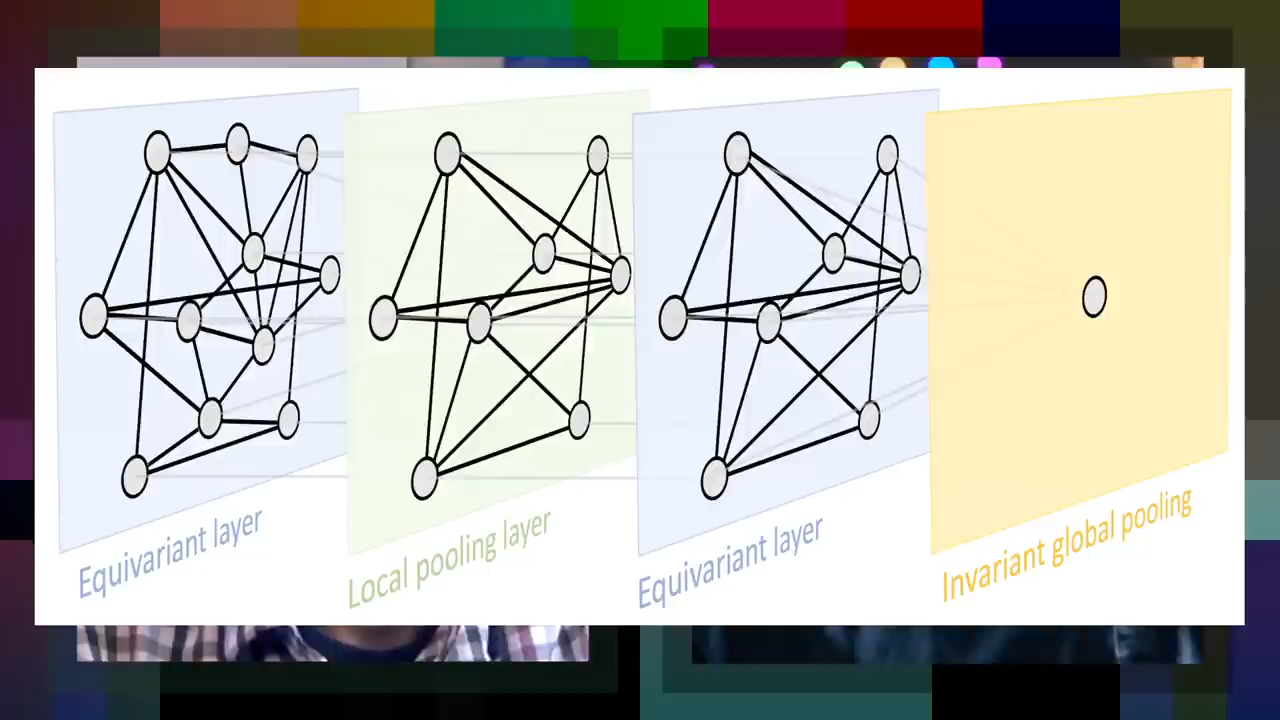 Equivariant layer
Local pooling layer
Equivariant layer
Invariant global pooling